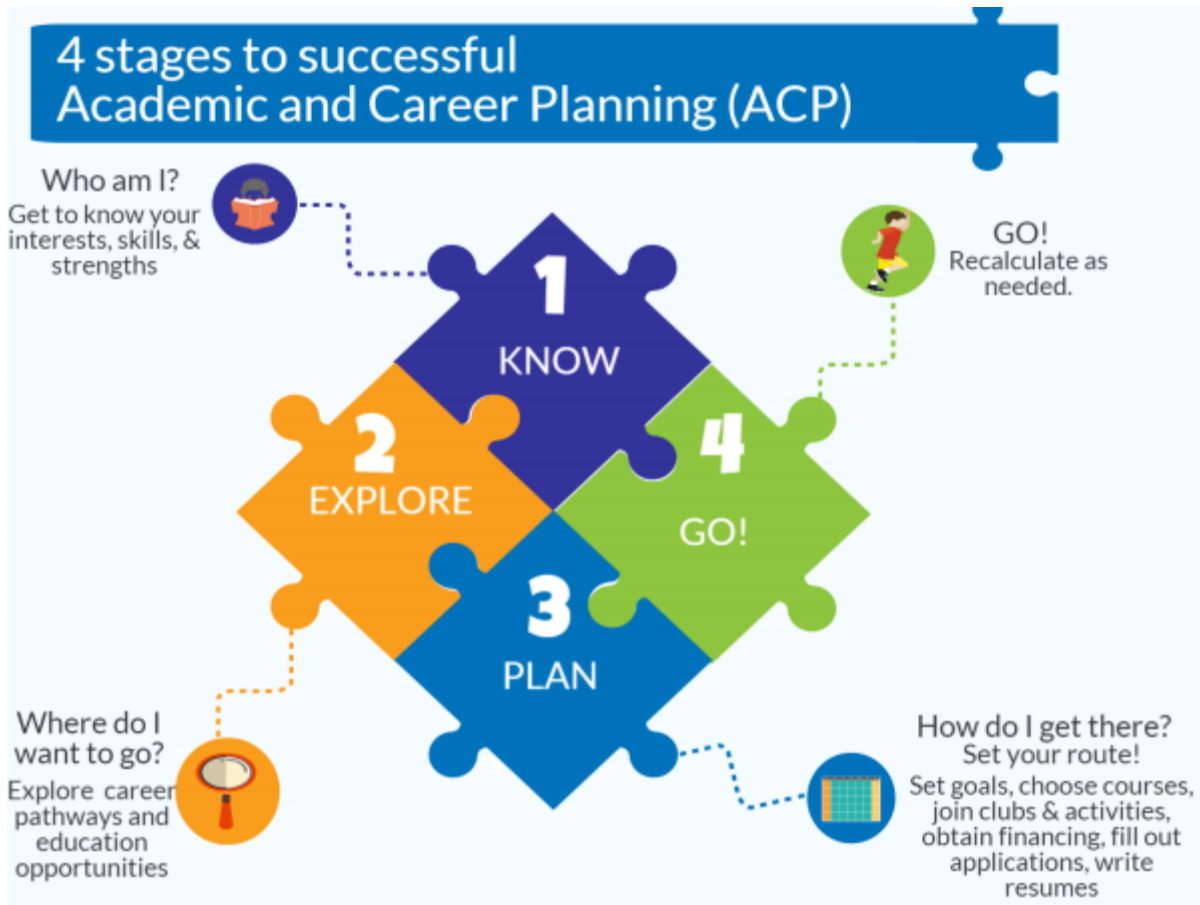 4 stages to successful
Academic and Career Planning (ACP)
Who am I?
Get to know your
interests, skills, &
strengths
GO!
Recalculate as
needed.
1
KNOW
2
EXPLORE
4
GO!
3
PLAN
Where do I
want to go?
Explore career
pathways and
education
opportunities
How do I get there?
Set your route!
Set goals, choose courses,
join clubs & activities,
obtain financing, fill out
applications, write
resumes